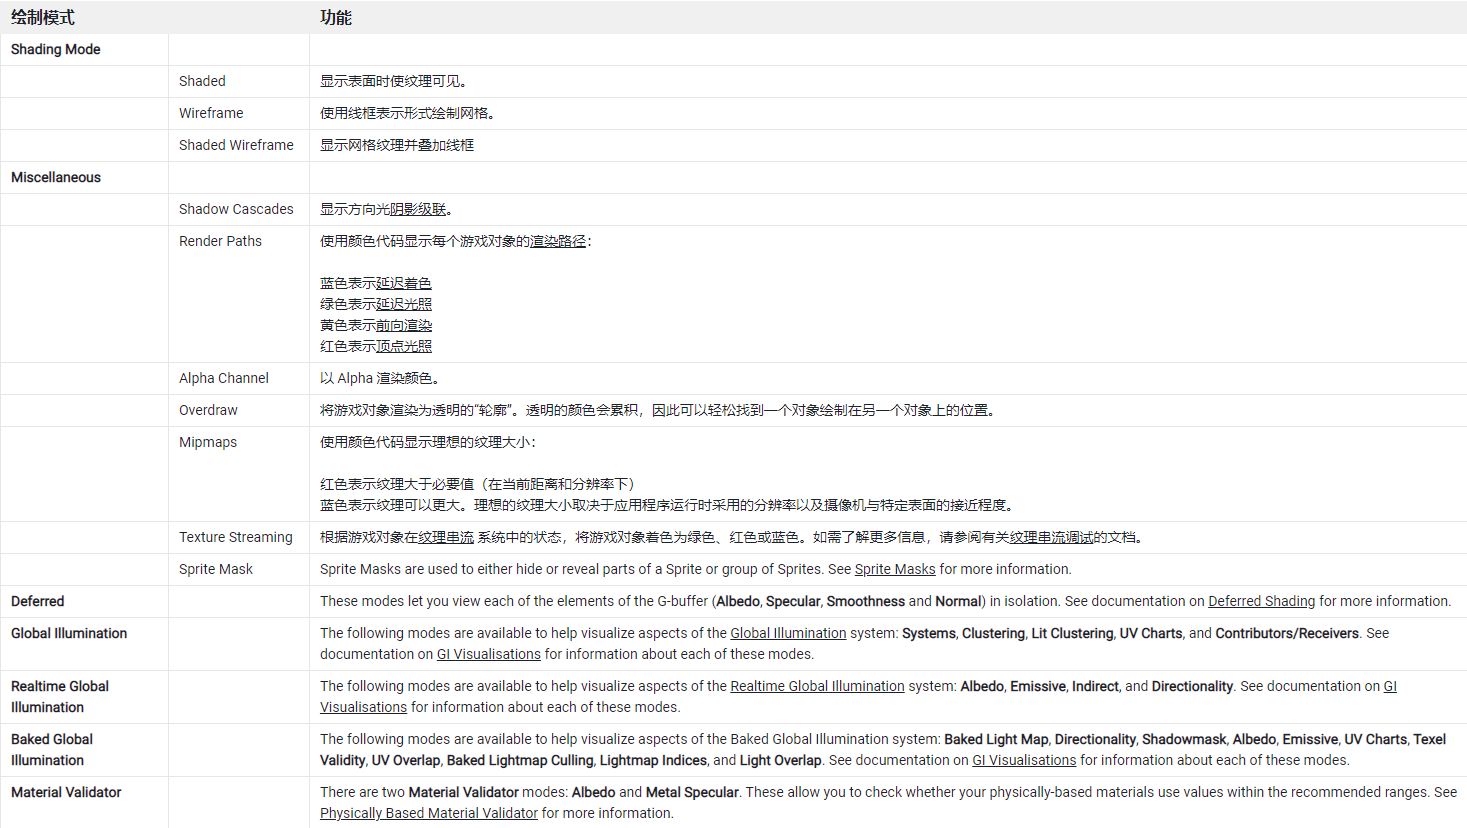 绘制模式 功能
Shading Mode
Shaded 显示表面时使纹理可见。
Wireframe 使用线框表示形式绘制网格。
Shaded Wireframe 显示网格纹理并叠加线框
Miscellaneous
Shadow Cascades 显示方向光阴影级联。
Render Paths 使用颜色代码显示每个游戏对象的渲染路径：
蓝色表示延迟着色
绿色表示延迟光照
黄色表示前向渲染
红色表示顶点光照
Alpha Channel 以 Alpha 渲染颜色。
Overdraw 将游戏对象渲染为透明的“轮廓”。透明的颜色会累积，因此可以轻松找到一个对象绘制在另一个对象上的位置。
Mipmaps 使用颜色代码显示理想的纹理大小：
红色表示纹理大于必要值（在当前距离和分辨率下）
蓝色表示纹理可以更大。理想的纹理大小取决于应用程序运行时采用的分辨率以及摄像机与特定表面的接近程度。
Texture Streaming 根据游戏对象在纹理串流 系统中的状态，将游戏对象着色为绿色、红色或蓝色。如需了解更多信息，请参阅有关纹理串流调试的文档。
Sprite Mask Sprite Masks are used to either hide or reveal parts of a Sprite or group of Sprites. See Sprite Masks for more information.
Deferred These modes let you view each of the elements of the G-buffer (Albedo, Specular, Smoothness and Normal) in isolation. See documentation on Deferred Shading for more information.
Global Illumination The following modes are available to help visualize aspects of the Global Illumination system: Systems, Clustering, Lit Clustering, UV Charts, and Contributors/Receivers. See
documentation on GI Visualisations for information about each of these modes.
Realtime Global The following modes are available to help visualize aspects of the Realtime Global Illumination system: Albedo, Emissive, Indirect, and Directionality. See documentation on GI
Illumination Visualisations for information about each of these modes.
Baked Global The following modes are available to help visualize aspects of the Baked Global Illumination system: Baked Light Map, Directionality, Shadowmask, Albedo, Emissive, UV Charts, Texel
Illumination Validity, UV Overlap, Baked Lightmap Culling, Lightmap Indices, and Light Overlap. See documentation on GI Visualisations for information about each of these modes.
Material Validator There are two Material Validator modes: Albedo and Metal Specular. These allow you to check whether your physically-based materials use values within the recommended ranges. See
Physically Based Material Validator for more information.